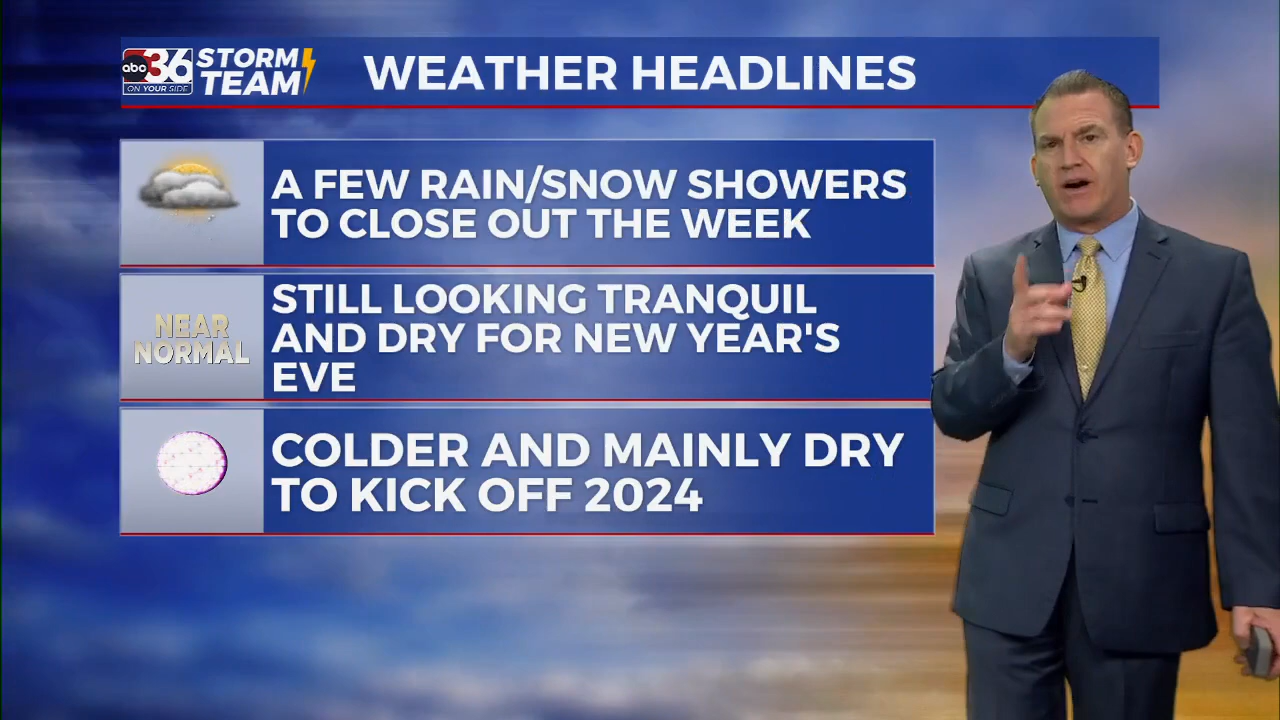 abc 36
ON YOUR SIDE
STORM
TEAM
WEATHER HEADLINES
A FEW RAIN/SNOW SHOWERS
TO CLOSE OUT THE WEEK
NEAR
NORMAL
STILL LOOKING TRANQUIL
AND DRY FOR NEW YEAR'S
EVE
COLDER AND MAINLY DRY
TO KICK OFF 2024